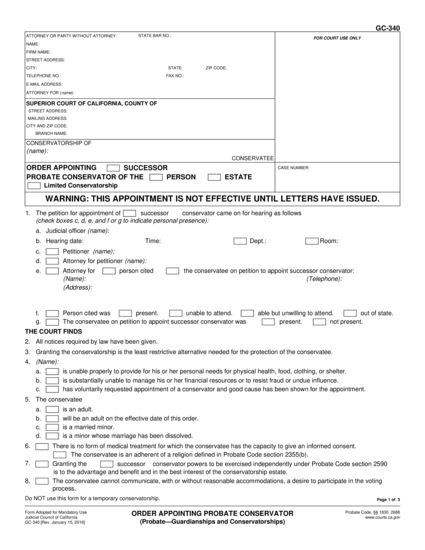 GC-340
ATTORNEY OR PARTY WITHOUT ATTORNEY STATE BAR NO.: FOR COURT USE ONLY
NAME:
FIRM NAME:
STREET ADDRESS:
CITY: STATE: ZIP CODE:
TELEPHONE NO.: FAX NO.:
E-MAIL ADDRESS:
ATTORNEY FOR (name):
SUPERIOR COURT OF CALIFORNIA, COUNTY OF
STREET ADDRESS:
MAILING ADDRESS:
CITY AND ZIP CODE:
BRANCH NAME:
CONSERVATORSHIP OF
(name):
CONSERVATEE
ORDER APPOINTING SUCCESSOR CASE NUMBER:
PROBATE CONSERVATOR OF THE PERSON ESTATE
Limited Conservatorship
WARNING: THIS APPOINTMENT IS NOT EFFECTIVE UNTIL LETTERS HAVE ISSUED.
1. The petition for appointment of successor conservator came on for hearing as follows
(check boxes c, d, e, and f or g to indicate personal presence):
a. Judicial officer (name):
b. Hearing date: Time: Dept.: Room:
c. Petitioner (name):
d. Attorney for petitioner (name):
e. Attorney for person cited the conservatee on petition to appoint successor conservator:
(Name): (Telephone):
(Address):
f. Person cited was present. unable to attend. able but unwilling to attend. out of state.
g. The conservatee on petition to appoint successor conservator was present. not present.
THE COURT FINDS
2. All notices required by law have been given.
3. Granting the conservatorship is the least restrictive alternative needed for the protection of the conservatee.
4. (Name):
a. is unable properly to provide for his or her personal needs for physical health, food, clothing, or shelter.
b. is substantially unable to manage his or her financial resources or to resist fraud or undue influence.
c. has voluntarily requested appointment of a conservator and good cause has been shown for the appointment.
5. The conservatee
a. is an adult.
b. will be an adult on the effective date of this order.
c. is a married minor.
d. is a minor whose marriage has been dissolved.
6. There is no form of medical treatment for which the conservatee has the capacity to give an informed consent.
The conservatee is an adherent of a religion defined in Probate Code section 2355(b).
7. Granting the successor conservator powers to be exercised independently under Probate Code section 2590
is to the advantage and benefit and in the best interest of the conservatorship estate.
8. The conservatee cannot communicate, with or without reasonable accommodations, a desire to participate in the voting
process.
Do NOT use this form for a temporary conservatorship. Page 1 of 3
Form Adopted for Mandatory Use
Judicial Council of California
GC-340 [Rev. January 15, 2016]
ORDER APPOINTING PROBATE CONSERVATOR
(Probate—Guardianships and Conservatorships)
Probate Code, §§ 1830, 2688
www.courts.ca.gov